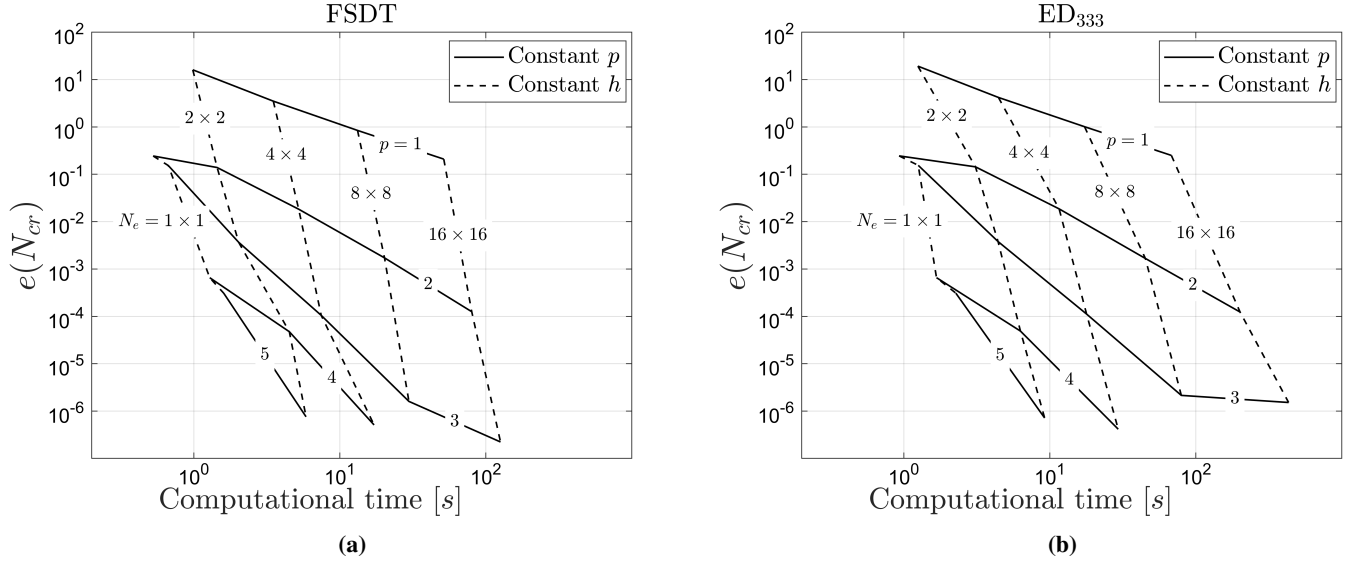 FSDT
10^2
10^1
10^0
10^-1
10^-2
10^-3
10^-4
10^-5
10^-6
e(N_cr)
Constant p
Constant h
2 × 2
4 × 4
p = 1
8 × 8
N_e = 1 × 1
16 × 16
2
5
4
3
10^0
10^1
10^2
Computational time [s]
(a)
ED_333
10^2
10^1
10^0
10^-1
10^-2
10^-3
10^-4
10^-5
10^-6
e(N_cr)
Constant p
Constant h
2 × 2
4 × 4
p = 1
8 × 8
N_e = 1 × 1
16 × 16
2
5
4
3
10^0
10^1
10^2
Computational time [s]
(b)